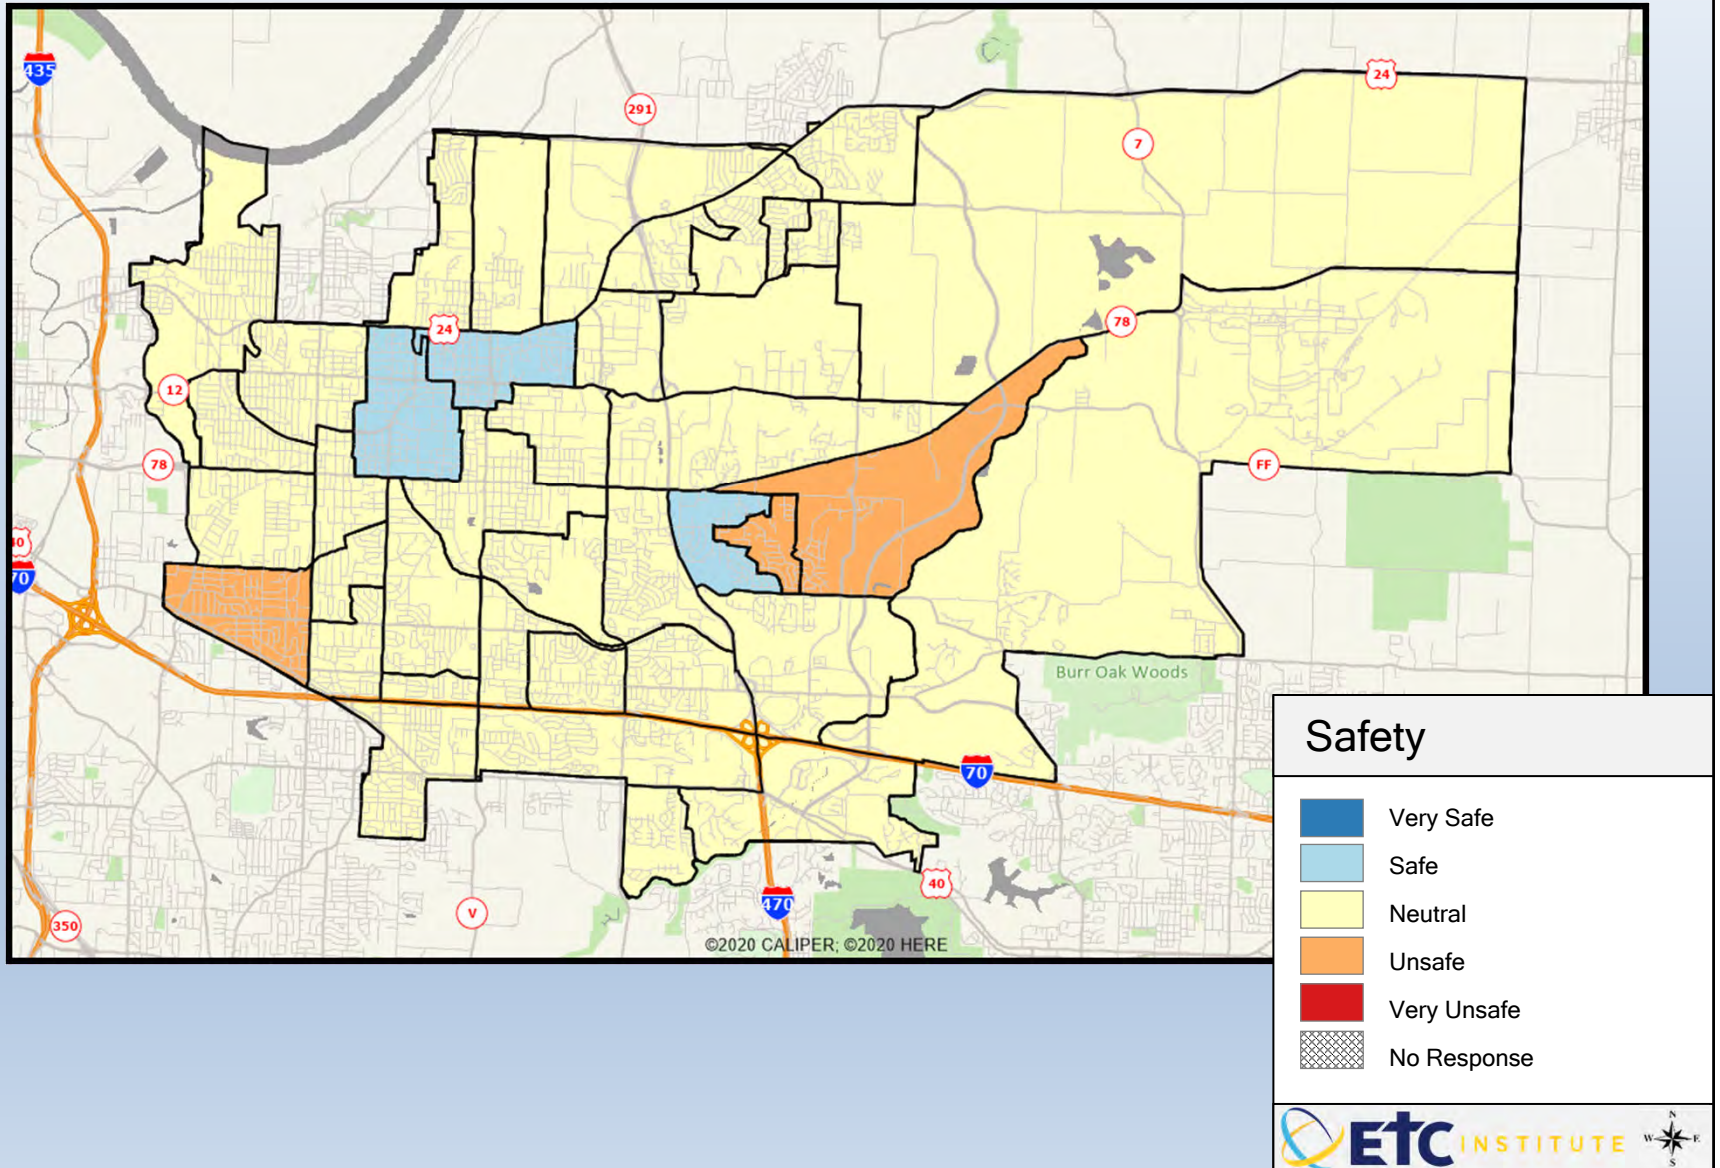 435
24
291
7
24
78
12
78
FF
40
70
Burr Oak Woods
70
40
470
V
350
©2020 CALIPER; ©2020 HERE
Safety
Very Safe
Safe
Neutral
Unsafe
Very Unsafe
No Response
ETC INSTITUTE
N
W E
S